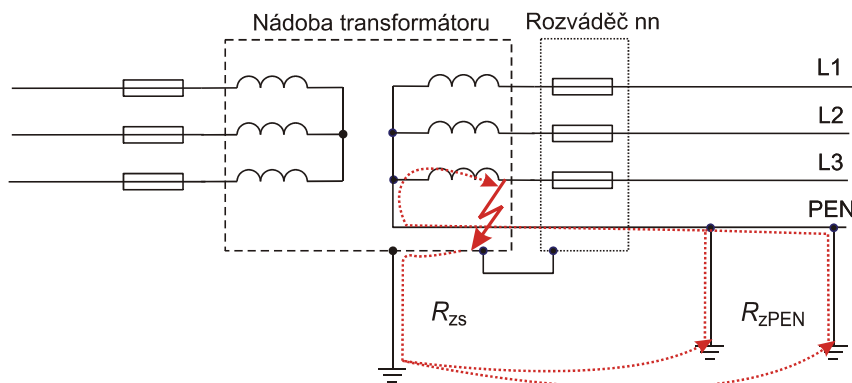 Nádoba transformátoru
Rozváděč nn
L1
L2
L3
PEN
Rzs
RzPEN